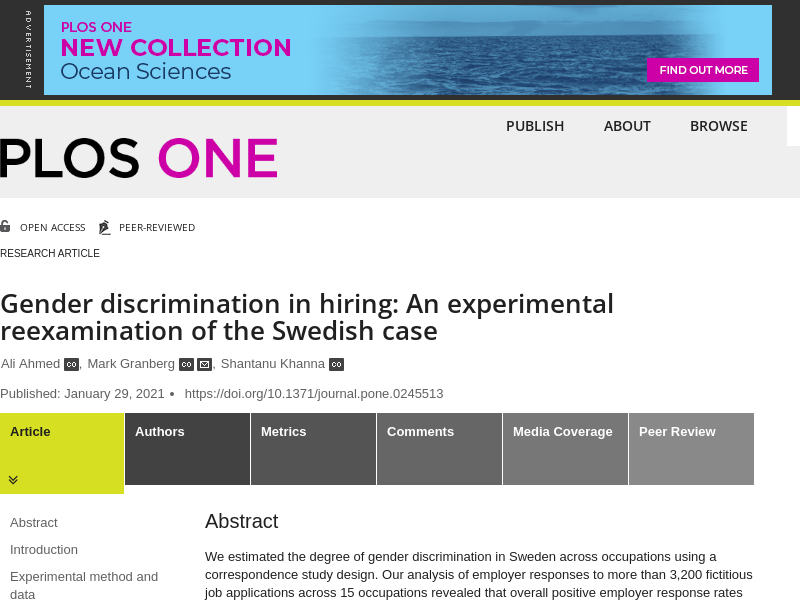 ADVERTISEMENT
PLOS ONE
NEW COLLECTION
Ocean Sciences
FIND OUT MORE
PUBLISH ABOUT BROWSE
PLOS ONE
OPEN ACCESS PEER-REVIEWED
RESEARCH ARTICLE
Gender discrimination in hiring: An experimental
reexamination of the Swedish case
Ali Ahmed co, Mark Granberg co, Shantanu Khanna co
Published: January 29, 2021 • https://doi.org/10.1371/journal.pone.0245513
Article Authors Metrics Comments Media Coverage Peer Review
Abstract
Introduction
Experimental method and
data
Abstract
We estimated the degree of gender discrimination in Sweden across occupations using a
correspondence study design. Our analysis of employer responses to more than 3,200 fictitious
job applications across 15 occupations revealed that overall positive employer response rates